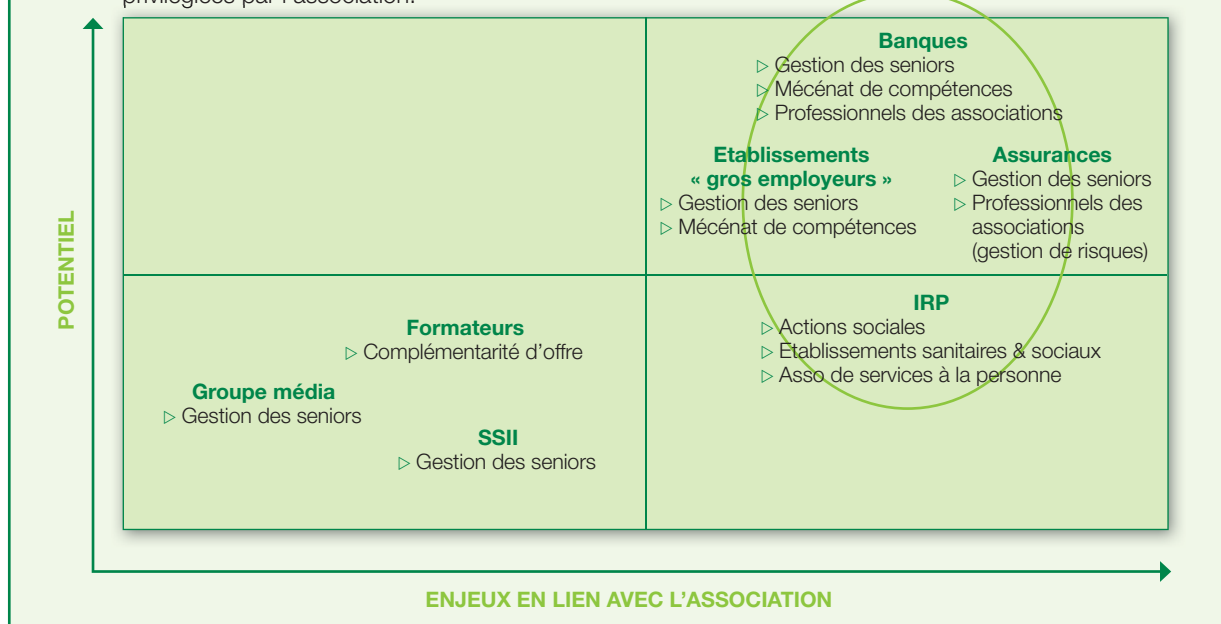 privilégiées par l'association.
Banques
▷ Gestion des seniors
▷ Mécénat de compétences
▷ Professionnels des associations
Etablissements
« gros employeurs »
▷ Gestion des seniors
▷ Mécénat de compétences
Assurances
▷ Gestion des seniors
▷ Professionnels des
associations
(gestion de risques)
POTENTIEL
Formateurs
▷ Complémentarité d'offre
Groupe média
▷ Gestion des seniors
SSII
▷ Gestion des seniors
IRP
▷ Actions sociales
▷ Etablissements sanitaires & sociaux
▷ Asso de services à la personne
ENJEUX EN LIEN AVEC L'ASSOCIATION